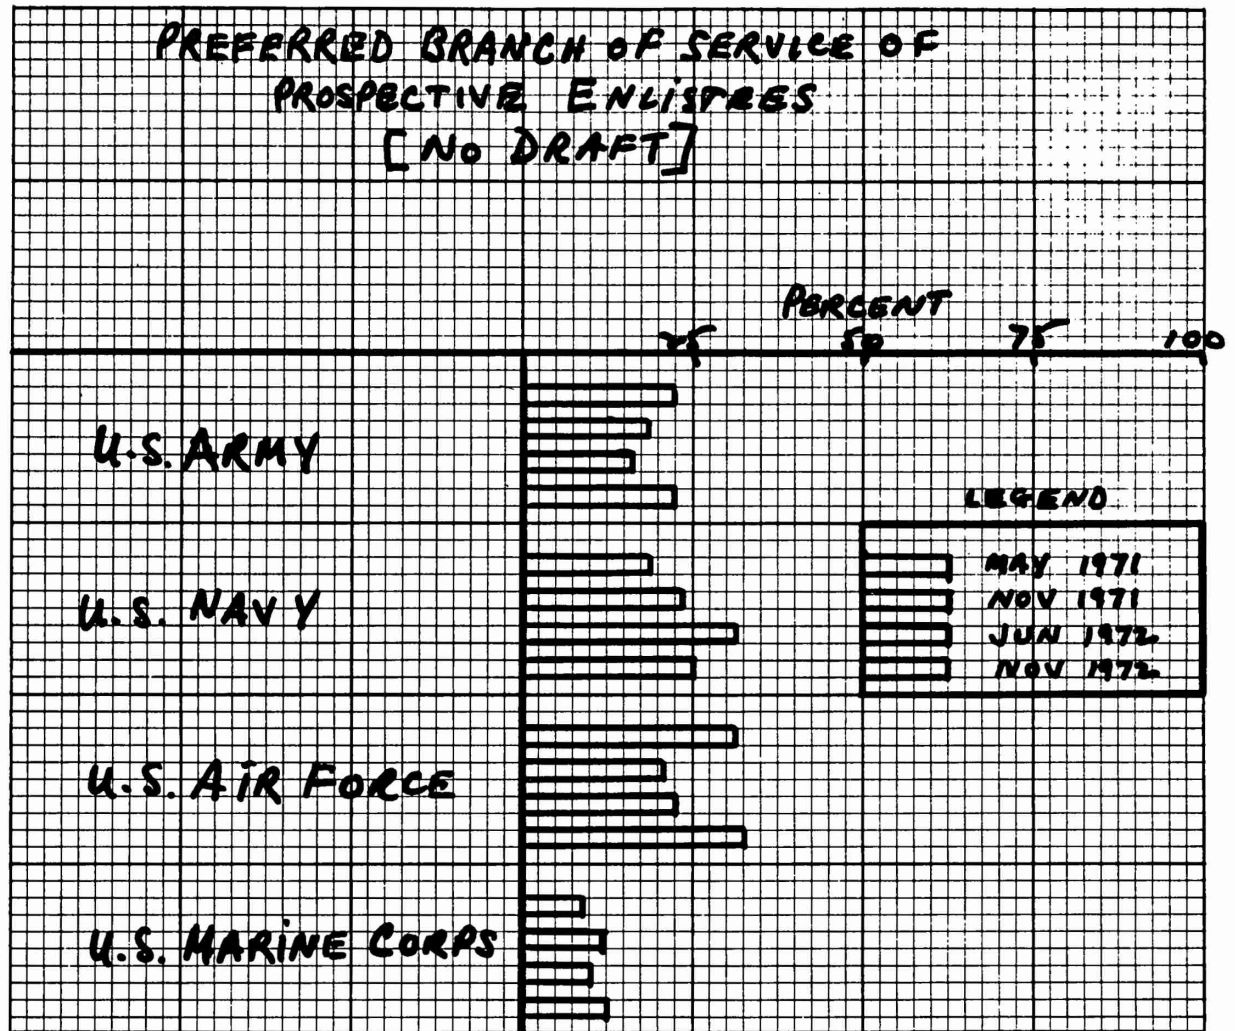 PREFERRED BRANCH OF SERVICE OF
PROSPECTIVE ENLISTEES
[NO DRAFT]
PERCENT
25 50 75 100
U.S. ARMY
LEGEND
MAY 1971
NOV 1971
JUN 1972
NOV 1972
U.S. NAVY
U.S. AIR FORCE
U.S. MARINE CORPS